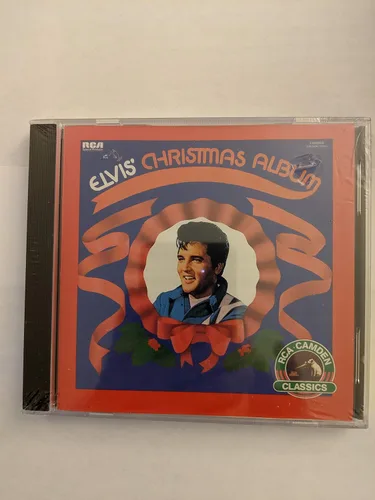 RCA
ELVIS' CHRISTMAS ALBUM
RCA CAMDEN
CLASSICS